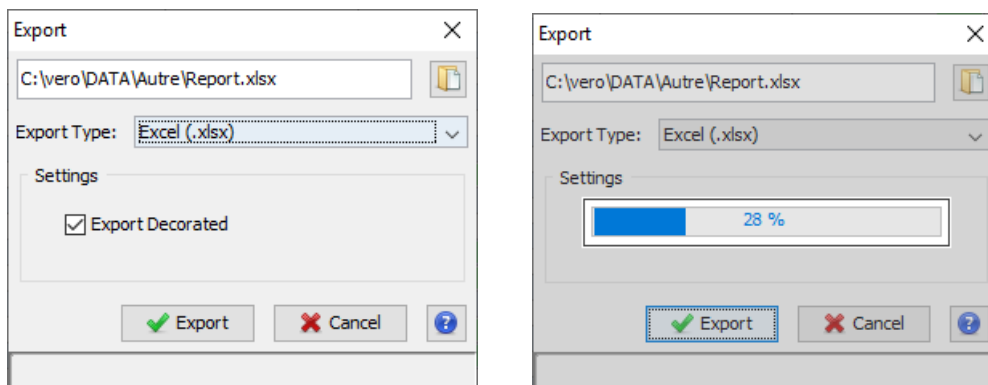 Export
C:\vero\DATA\Autre\Report.xlsx
Export Type: Excel (.xlsx)
Settings
Export Decorated
Export Cancel
Export
C:\vero\DATA\Autre\Report.xlsx
Export Type: Excel (.xlsx)
Settings
28 %
Export Cancel